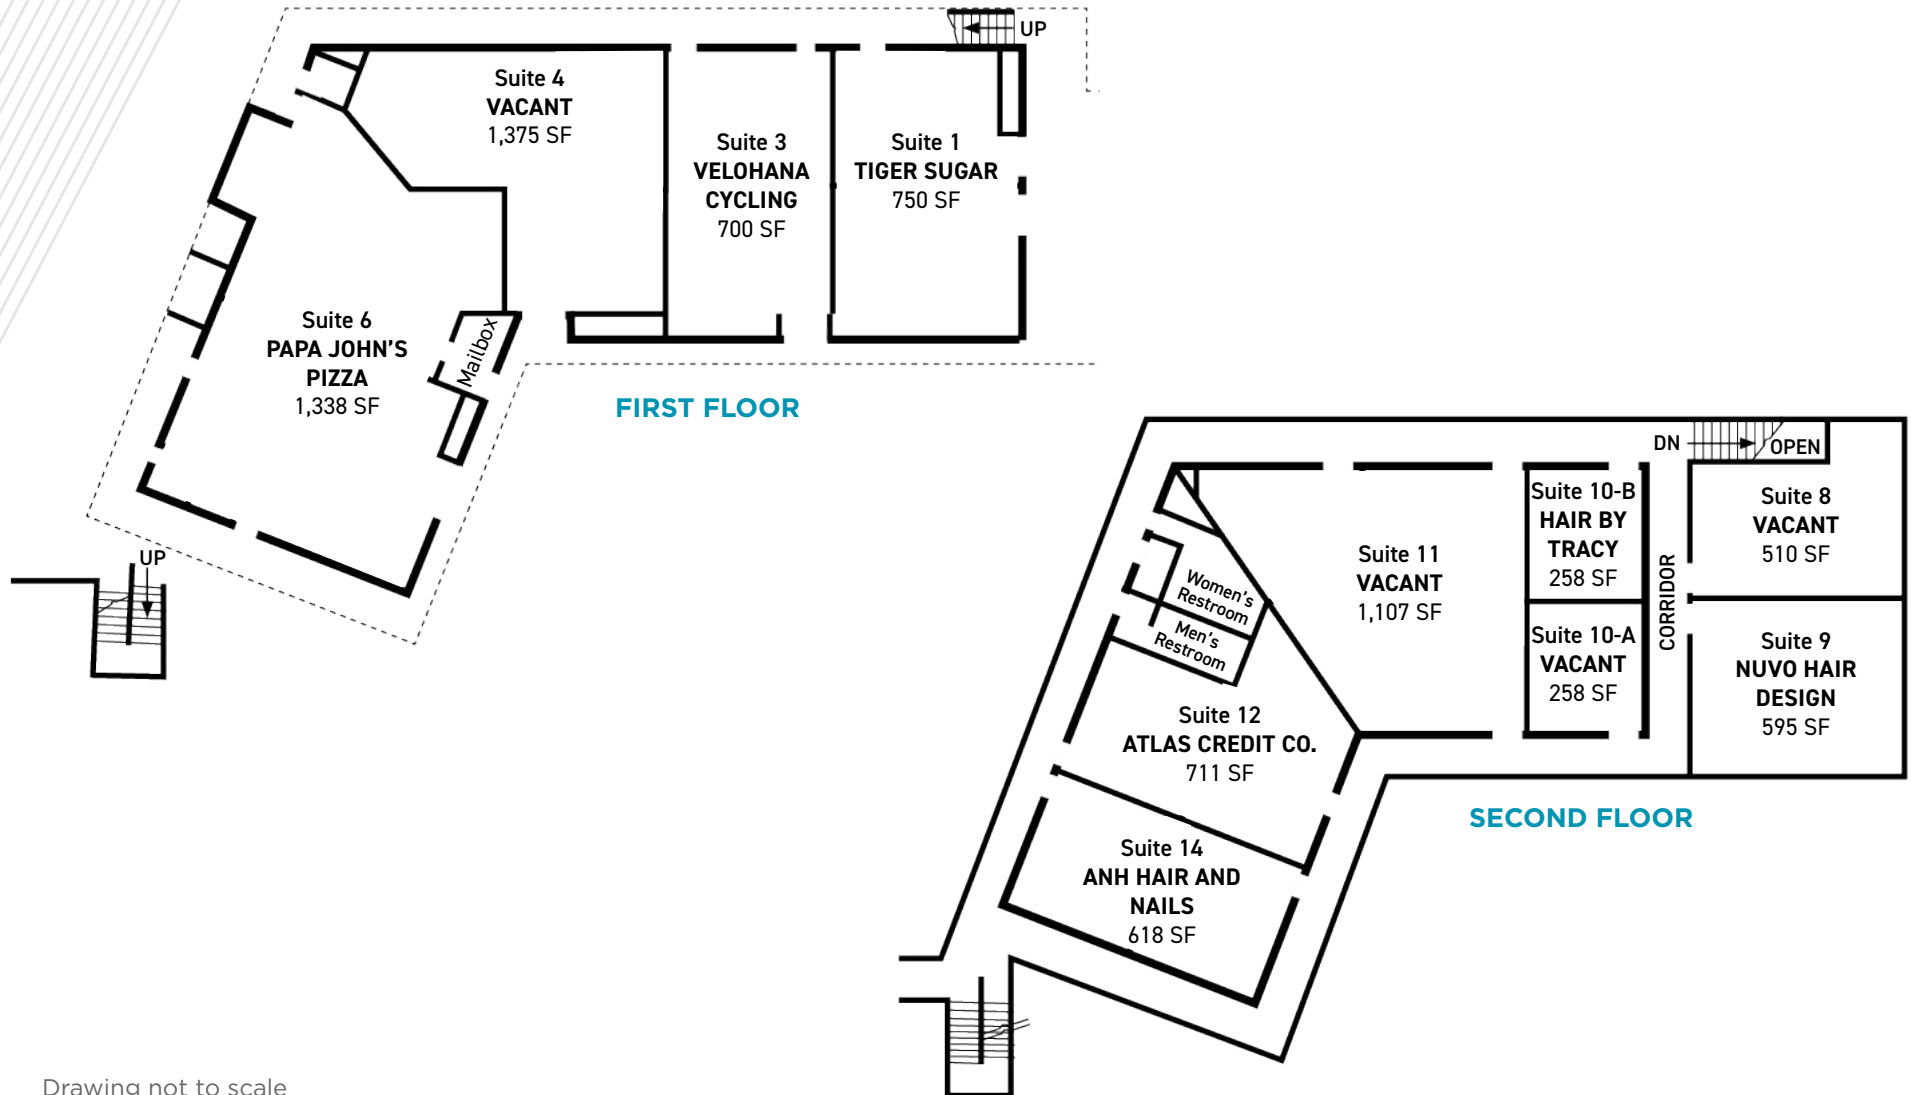 UP
Suite 4
VACANT
1,375 SF
Suite 3
VELOHANA
CYCLING
700 SF
Suite 1
TIGER SUGAR
750 SF
Suite 6
PAPA JOHN'S
PIZZA
1,338 SF
Mailbox
FIRST FLOOR
UP
DN
OPEN
Suite 10-B
HAIR BY
TRACY
258 SF
Suite 8
VACANT
510 SF
Suite 11
VACANT
1,107 SF
CORRIDOR
Women's
Restroom
Men's
Restroom
Suite 10-A
VACANT
258 SF
Suite 9
NUVO HAIR
DESIGN
595 SF
Suite 12
ATLAS CREDIT CO.
711 SF
SECOND FLOOR
Suite 14
ANH HAIR AND
NAILS
618 SF
Drawing not to scale